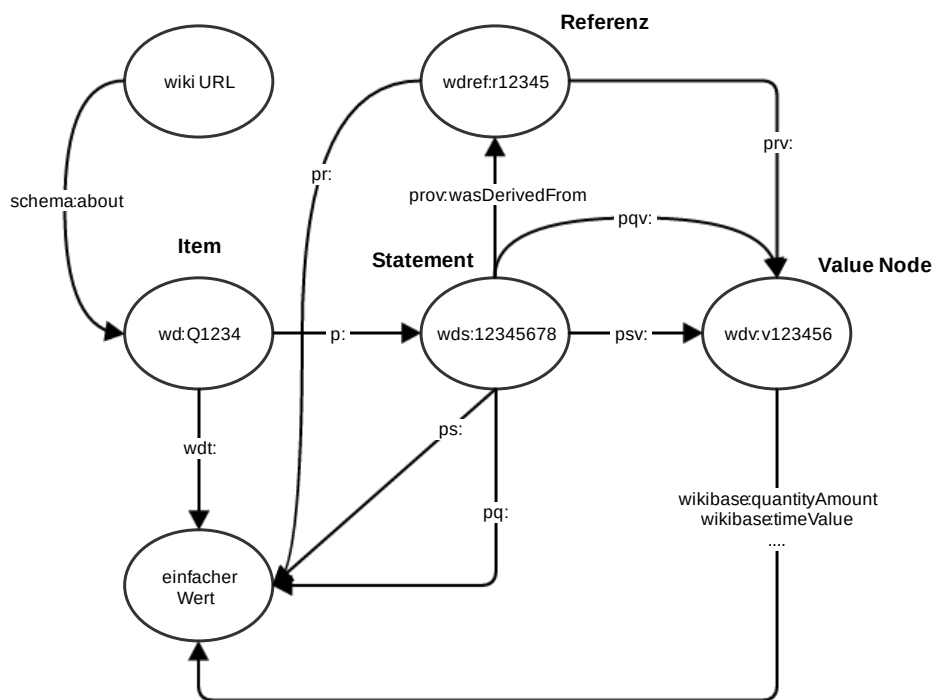 Referenz
wiki URL
wdref:r12345
prv:
pr:
schema:about
prov:wasDerivedFrom
pqv:
Item
Statement
Value Node
wd:Q1234
p:
wds:12345678
psv:
wdv:v123456
ps:
wdt:
pq:
wikibase:quantityAmount
wikibase:timeValue
....
einfacher
Wert